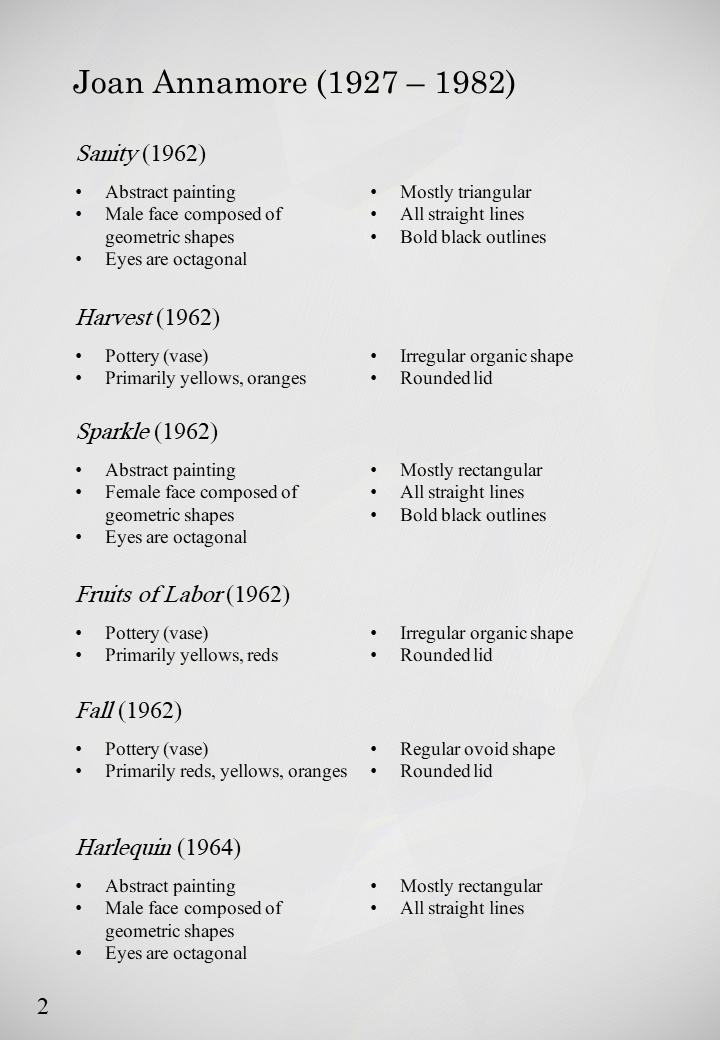 Joan Annamore (1927 – 1982)
Sanity (1962)
• Abstract painting
• Male face composed of
geometric shapes
• Eyes are octagonal
• Mostly triangular
• All straight lines
• Bold black outlines
Harvest (1962)
• Pottery (vase)
• Primarily yellows, oranges
• Irregular organic shape
• Rounded lid
Sparkle (1962)
• Abstract painting
• Female face composed of
geometric shapes
• Eyes are octagonal
• Mostly rectangular
• All straight lines
• Bold black outlines
Fruits of Labor (1962)
• Pottery (vase)
• Primarily yellows, reds
• Irregular organic shape
• Rounded lid
Fall (1962)
• Pottery (vase)
• Primarily reds, yellows, oranges
• Regular ovoid shape
• Rounded lid
Harlequin (1964)
• Abstract painting
• Male face composed of
geometric shapes
• Eyes are octagonal
• Mostly rectangular
• All straight lines
2